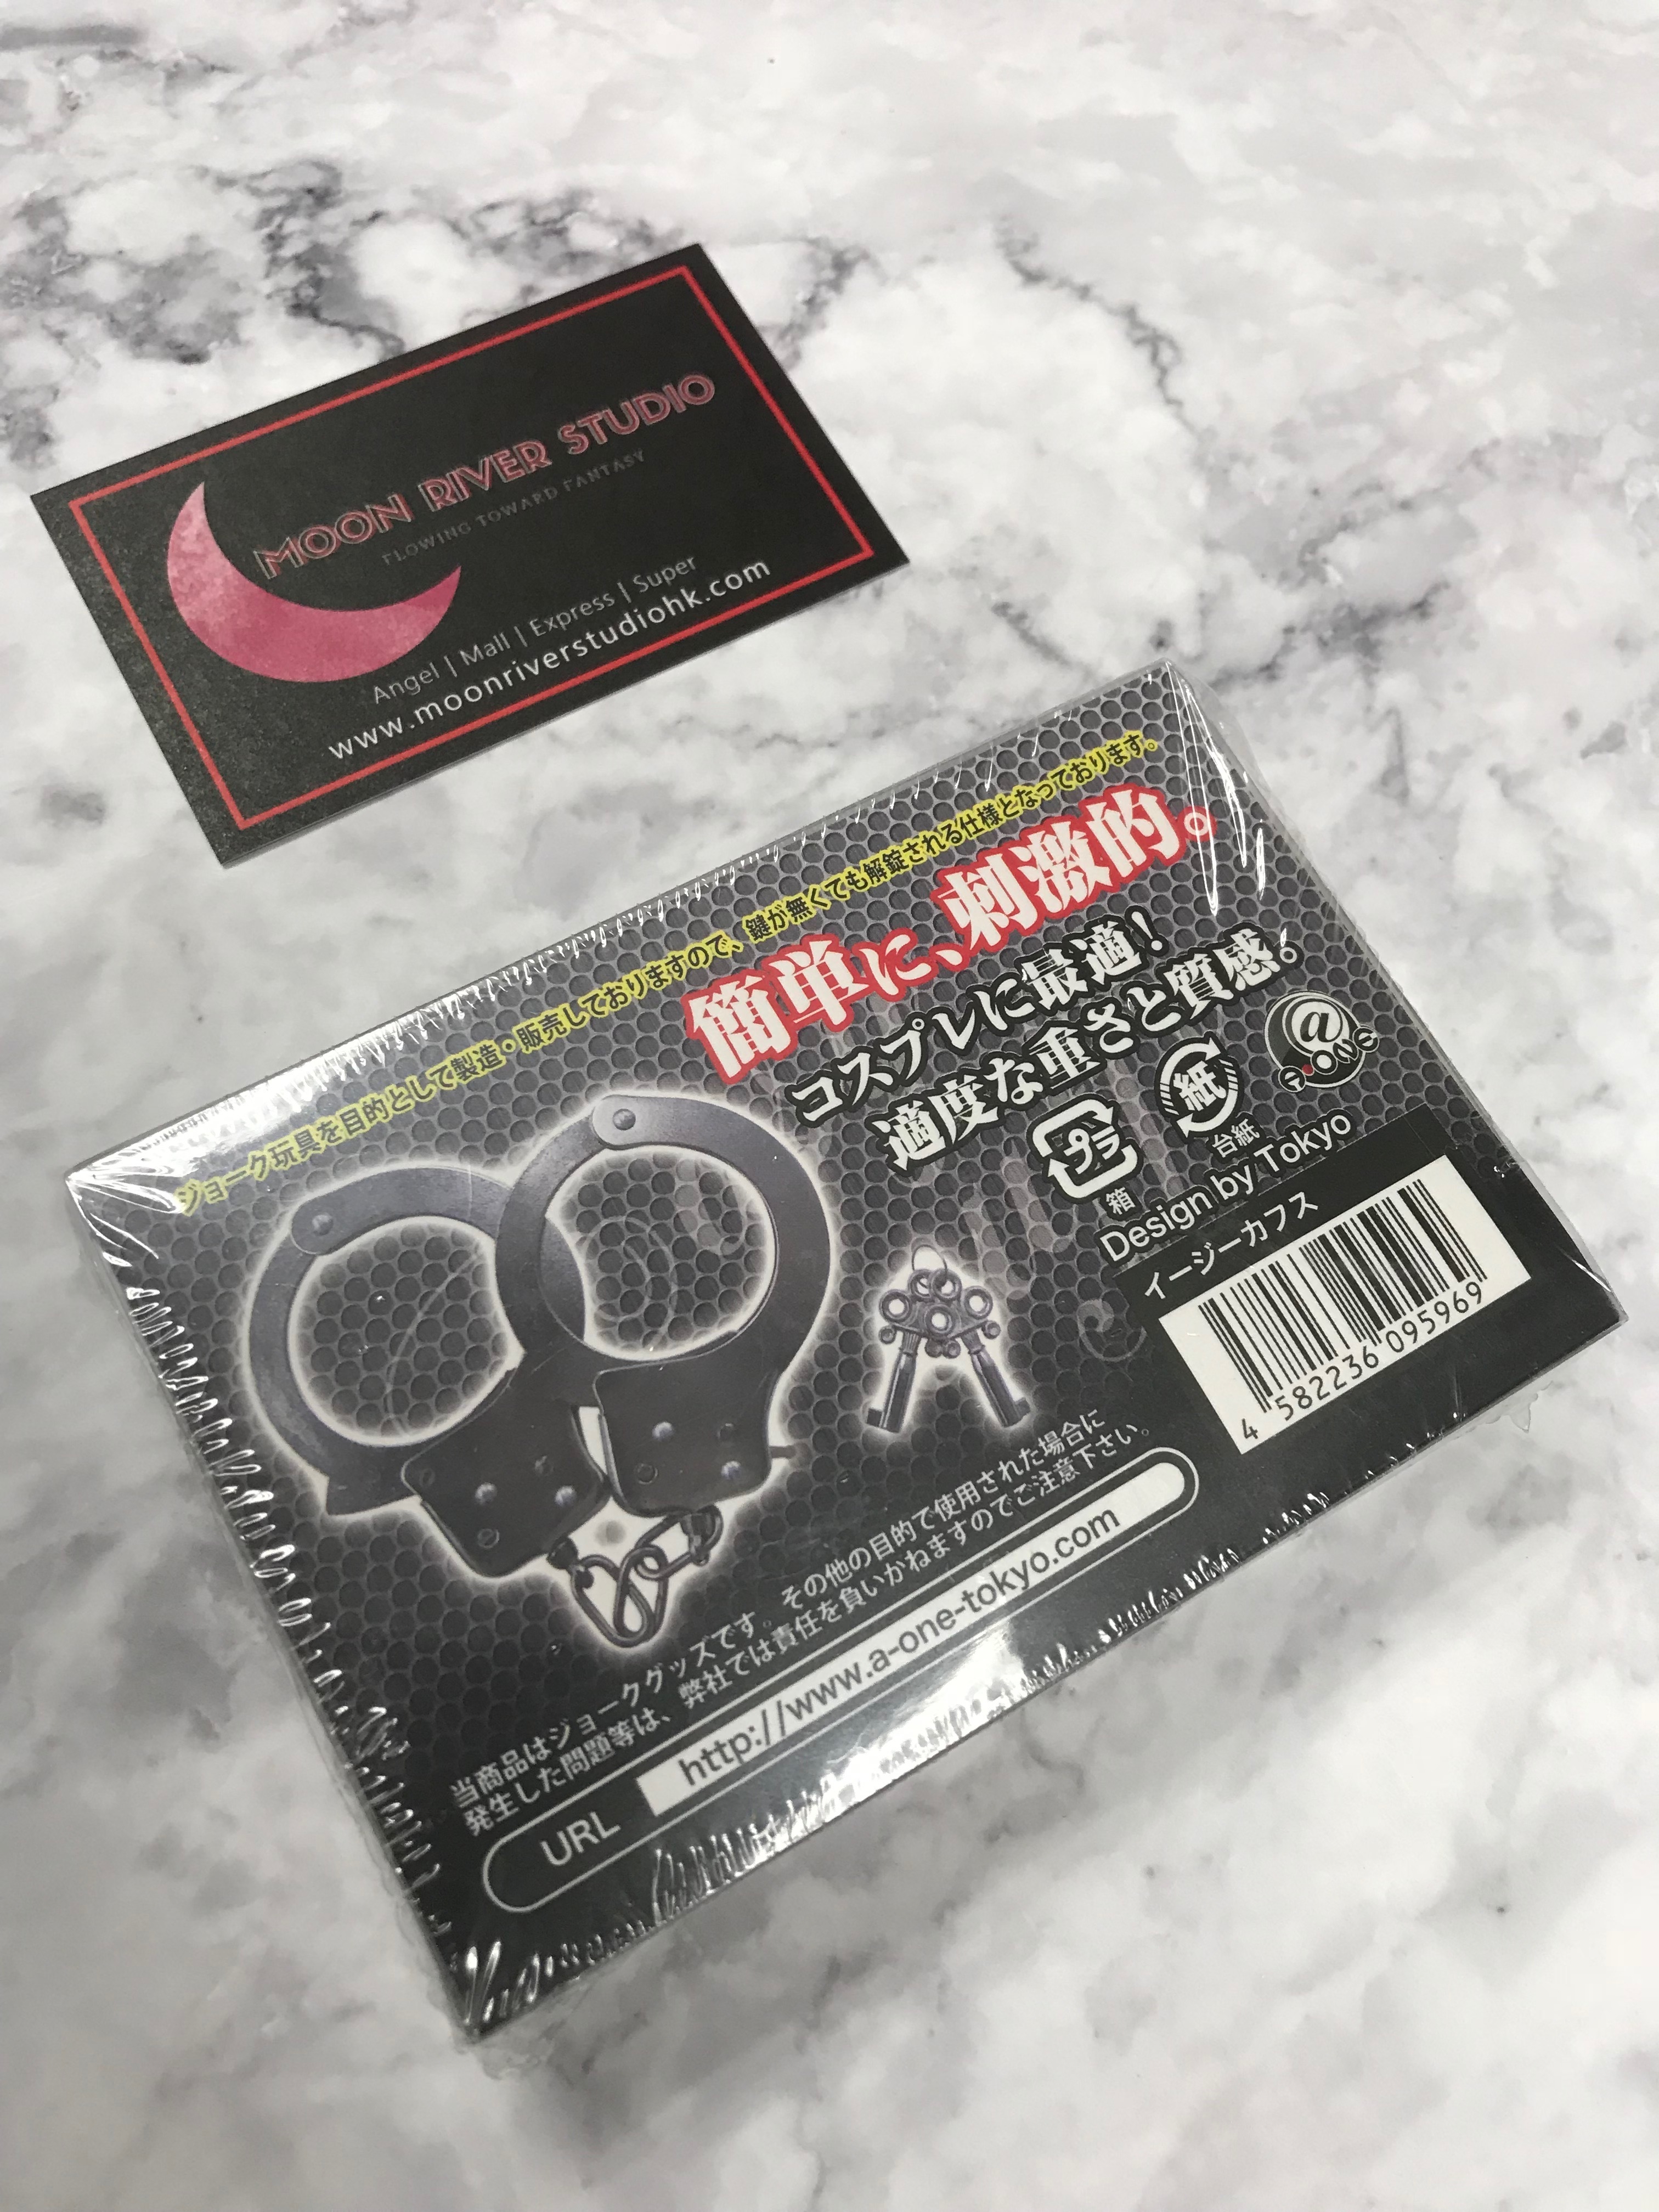 MOON RIVER STUDIO
FLOWING TOWARD FANTASY
Angel | Mall | Express | Super
www.moonriverstudiohk.com
ジョーク玩具を目的として製造・販売しておりますので、鍵が無くても解錠される仕様となっております。
簡単に、刺激的。
コスプレに最適！
適度な重さと質感。
プラ
箱
紙
台紙
@
A・ONE
Design by Tokyo
イージーカフス
4 582236 095969
当商品はジョークグッズです。その他の目的で使用された場合に
発生した問題等は、弊社では責任を負いかねますのでご注意下さい。
URL http://www.a-one-tokyo.com